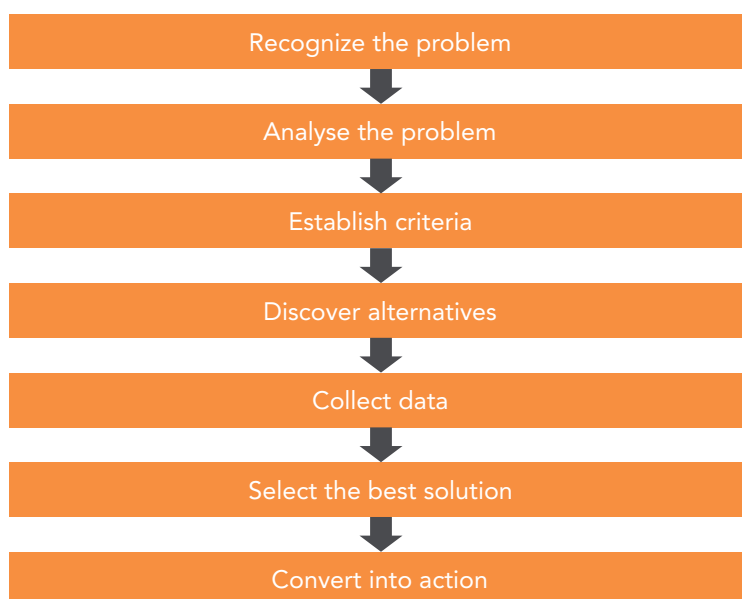 Recognize the problem
Analyse the problem
Establish criteria
Discover alternatives
Collect data
Select the best solution
Convert into action